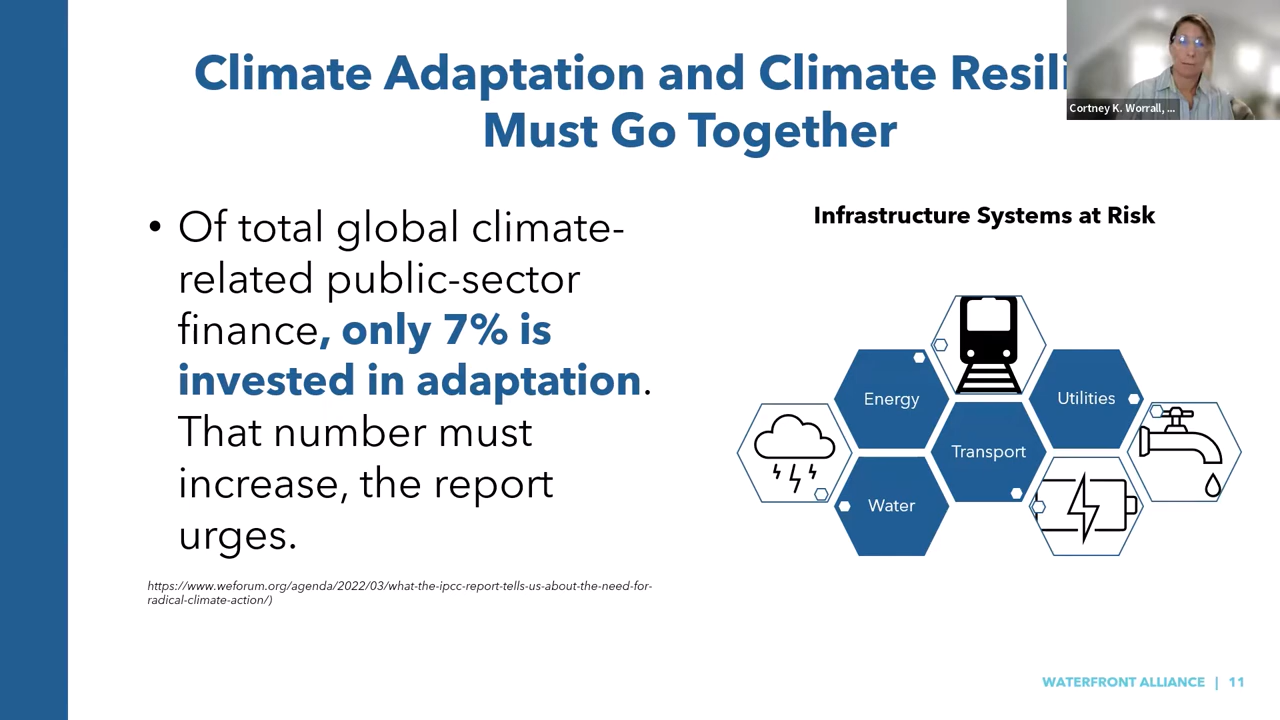 Climate Adaptation and Climate Resili
Must Go Together
Cortney K. Worrall, ...
• Of total global climate-
related public-sector
finance, only 7% is
invested in adaptation.
That number must
increase, the report
urges.
https://www.weforum.org/agenda/2022/03/what-the-ipcc-report-tells-us-about-the-need-for-
radical-climate-action/)
Infrastructure Systems at Risk
Energy
Utilities
Transport
Water
WATERFRONT ALLIANCE | 11